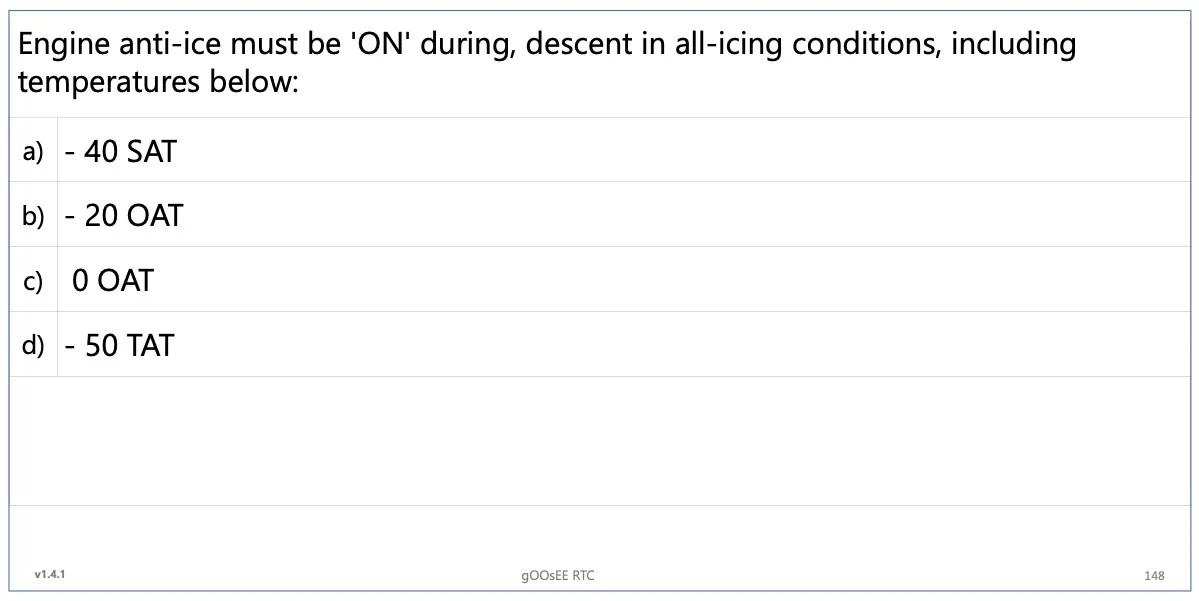 Engine anti-ice must be 'ON' during, descent in all-icing conditions, including
temperatures below:
a) - 40 SAT
b) - 20 OAT
c) 0 OAT
d) - 50 TAT
v1.4.1 gOOsEE RTC 148